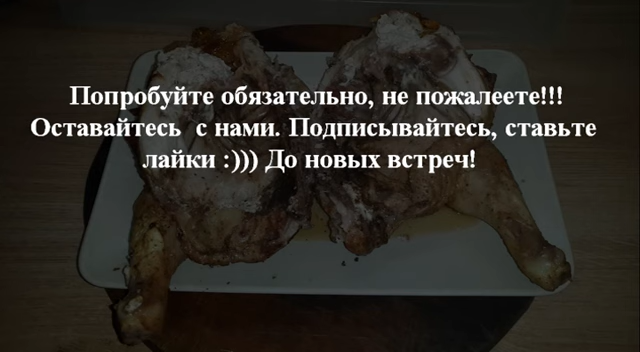 Попробуйте обязательно, не пожалеете!!!
Оставайтесь  с нами. Подписывайтесь, ставьте
лайки :))) До новых встреч!